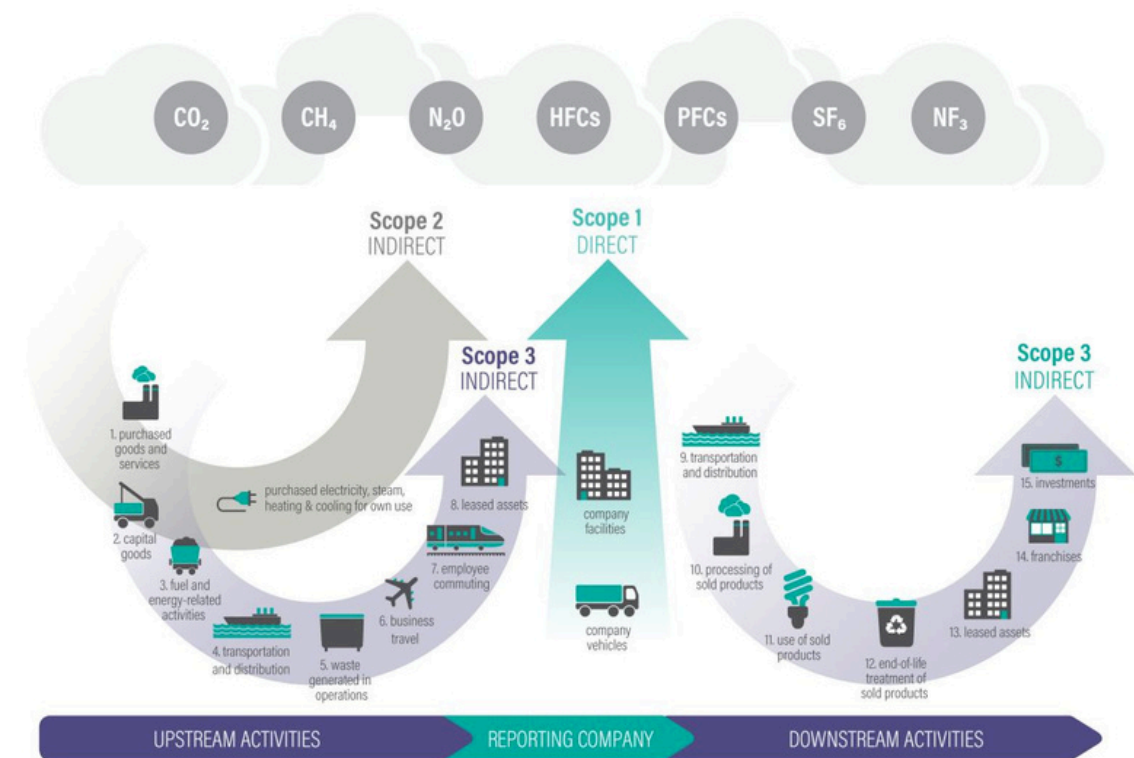 CO₂
CH₄
N₂O
HFCs
PFCs
SF₆
NF₃
Scope 2
INDIRECT
Scope 1
DIRECT
Scope 3
INDIRECT
Scope 3
INDIRECT
1. purchased
goods and
services
2. capital
goods
3. fuel and
energy-related
activities
purchased electricity, steam,
heating & cooling for own use
4. transportation
and distribution
5. waste
generated in
operations
6. business
travel
7. employee
commuting
8. leased assets
company
facilities
company
vehicles
9. transportation
and distribution
10. processing of
sold products
11. use of sold
products
12. end-of-life
treatment of
sold products
13. leased assets
14. franchises
$
15. investments
UPSTREAM ACTIVITIES
REPORTING COMPANY
DOWNSTREAM ACTIVITIES